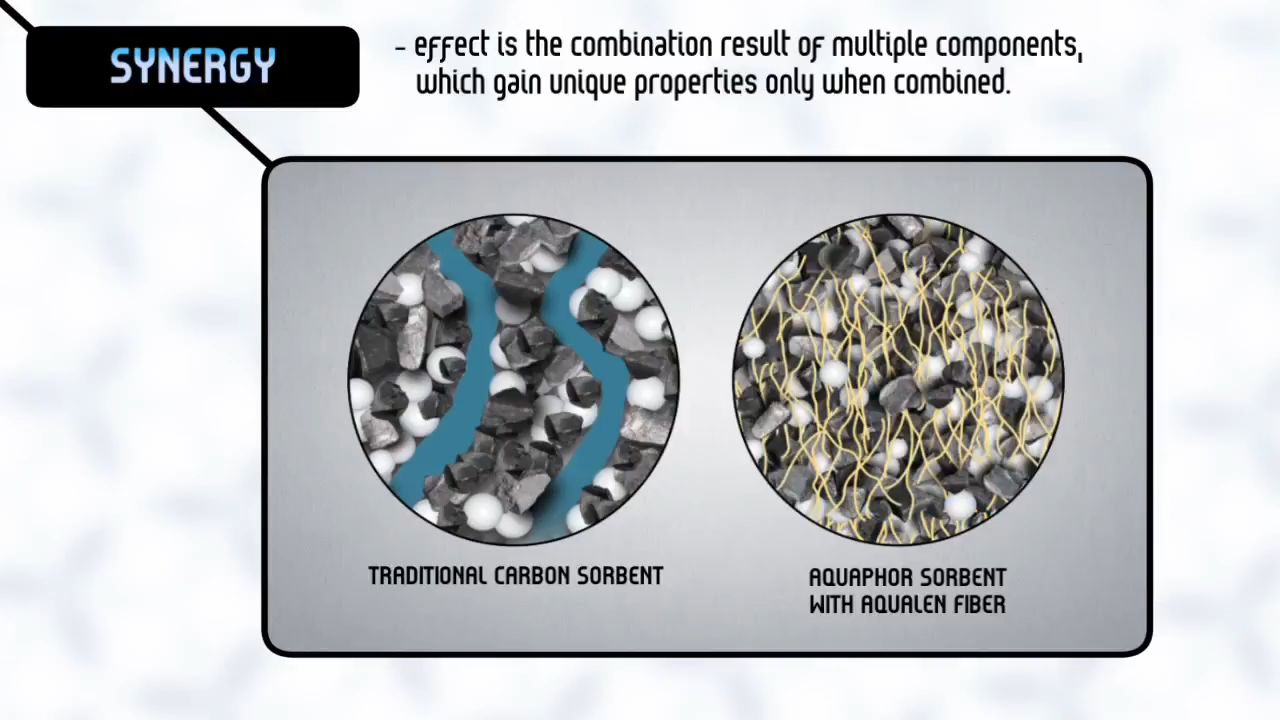 SYNERGY
- effect is the combination result of multiple components,
which gain unique properties only when combined.
TRADITIONAL CARBON SORBENT
AQUAPHOR SORBENT
WITH AQUALEN FIBER